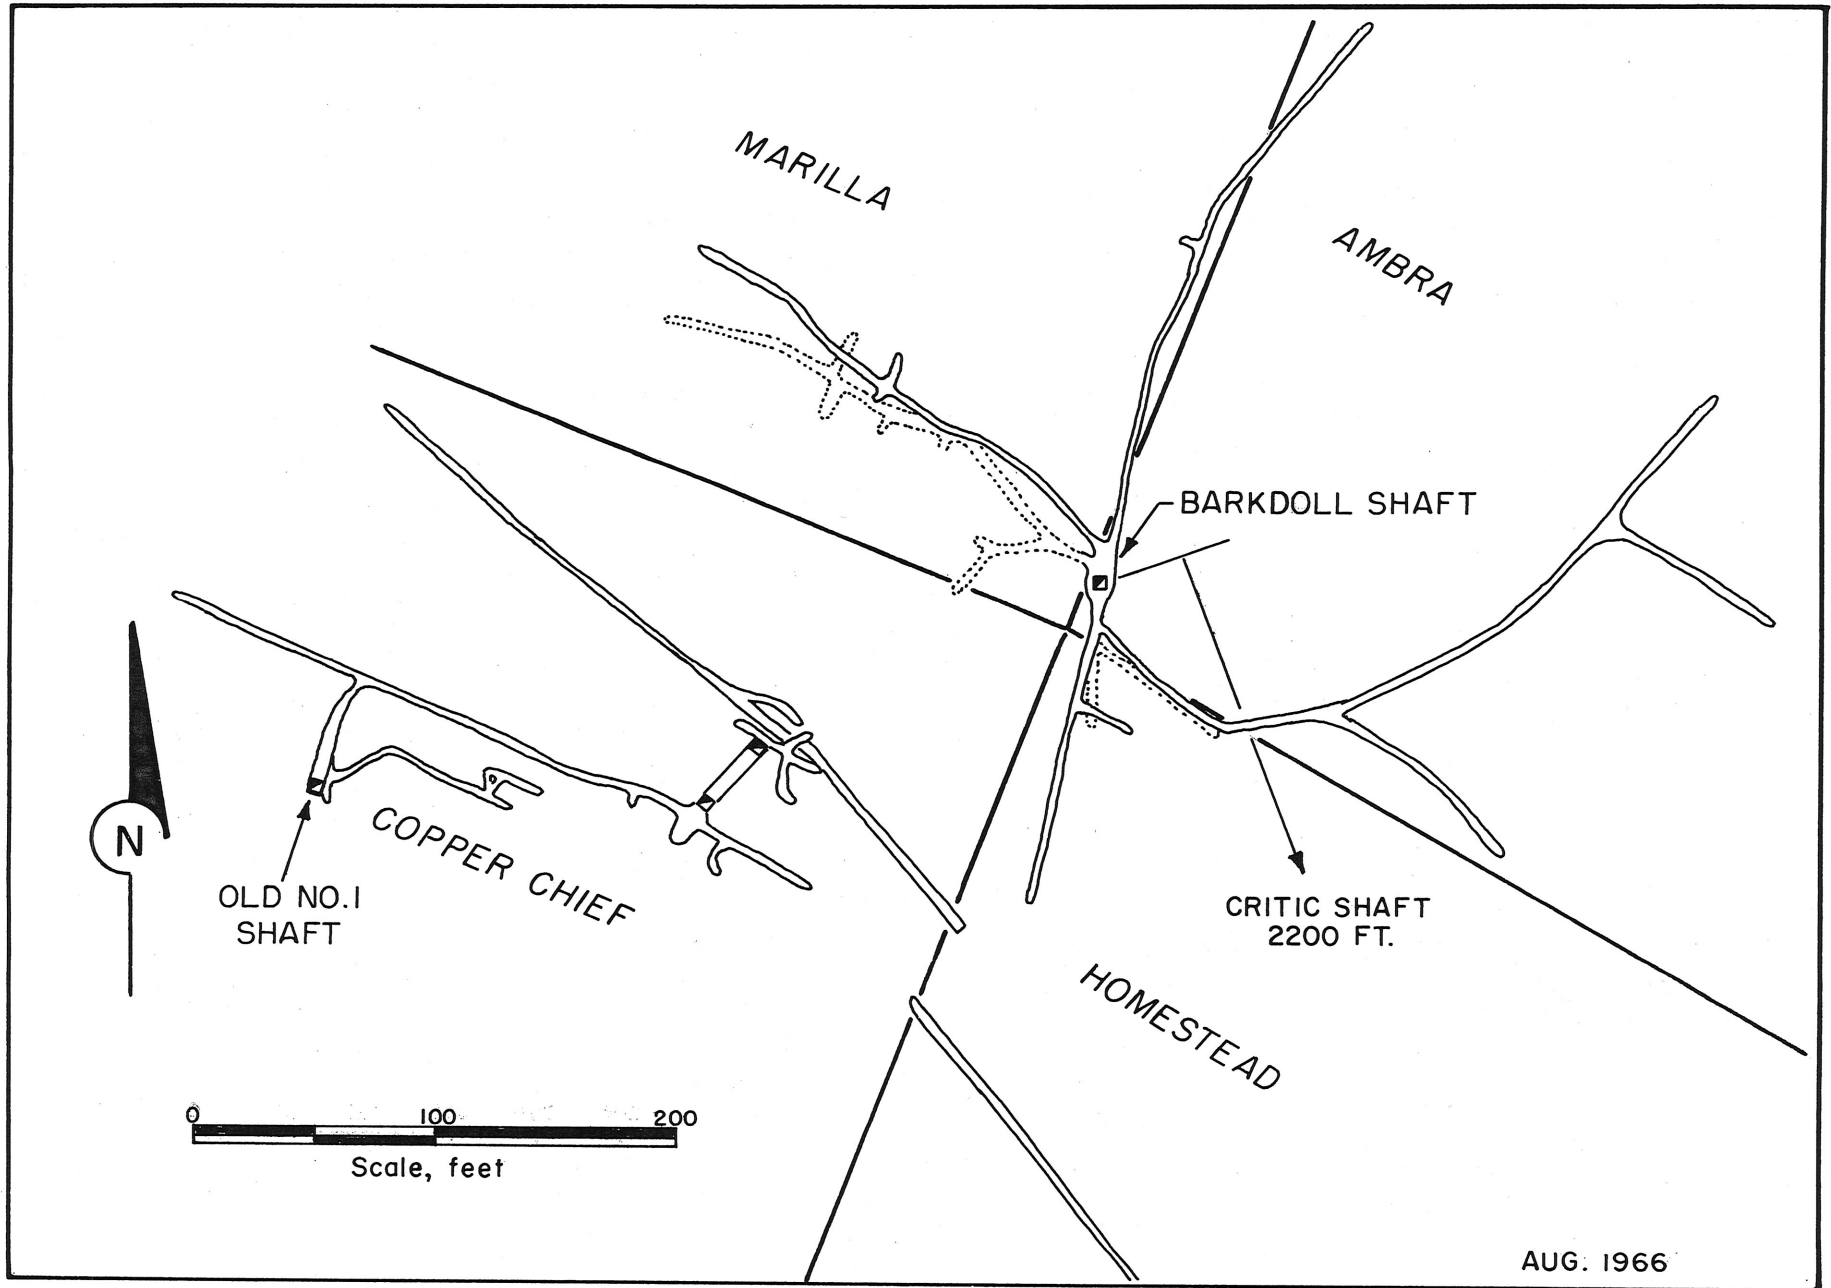 MARILLA
AMBRA
BARKDOLL SHAFT
N
OLD NO.1
SHAFT
COPPER CHIEF
CRITIC SHAFT
2200 FT.
HOMESTEAD
0 100 200
Scale, feet
AUG. 1966